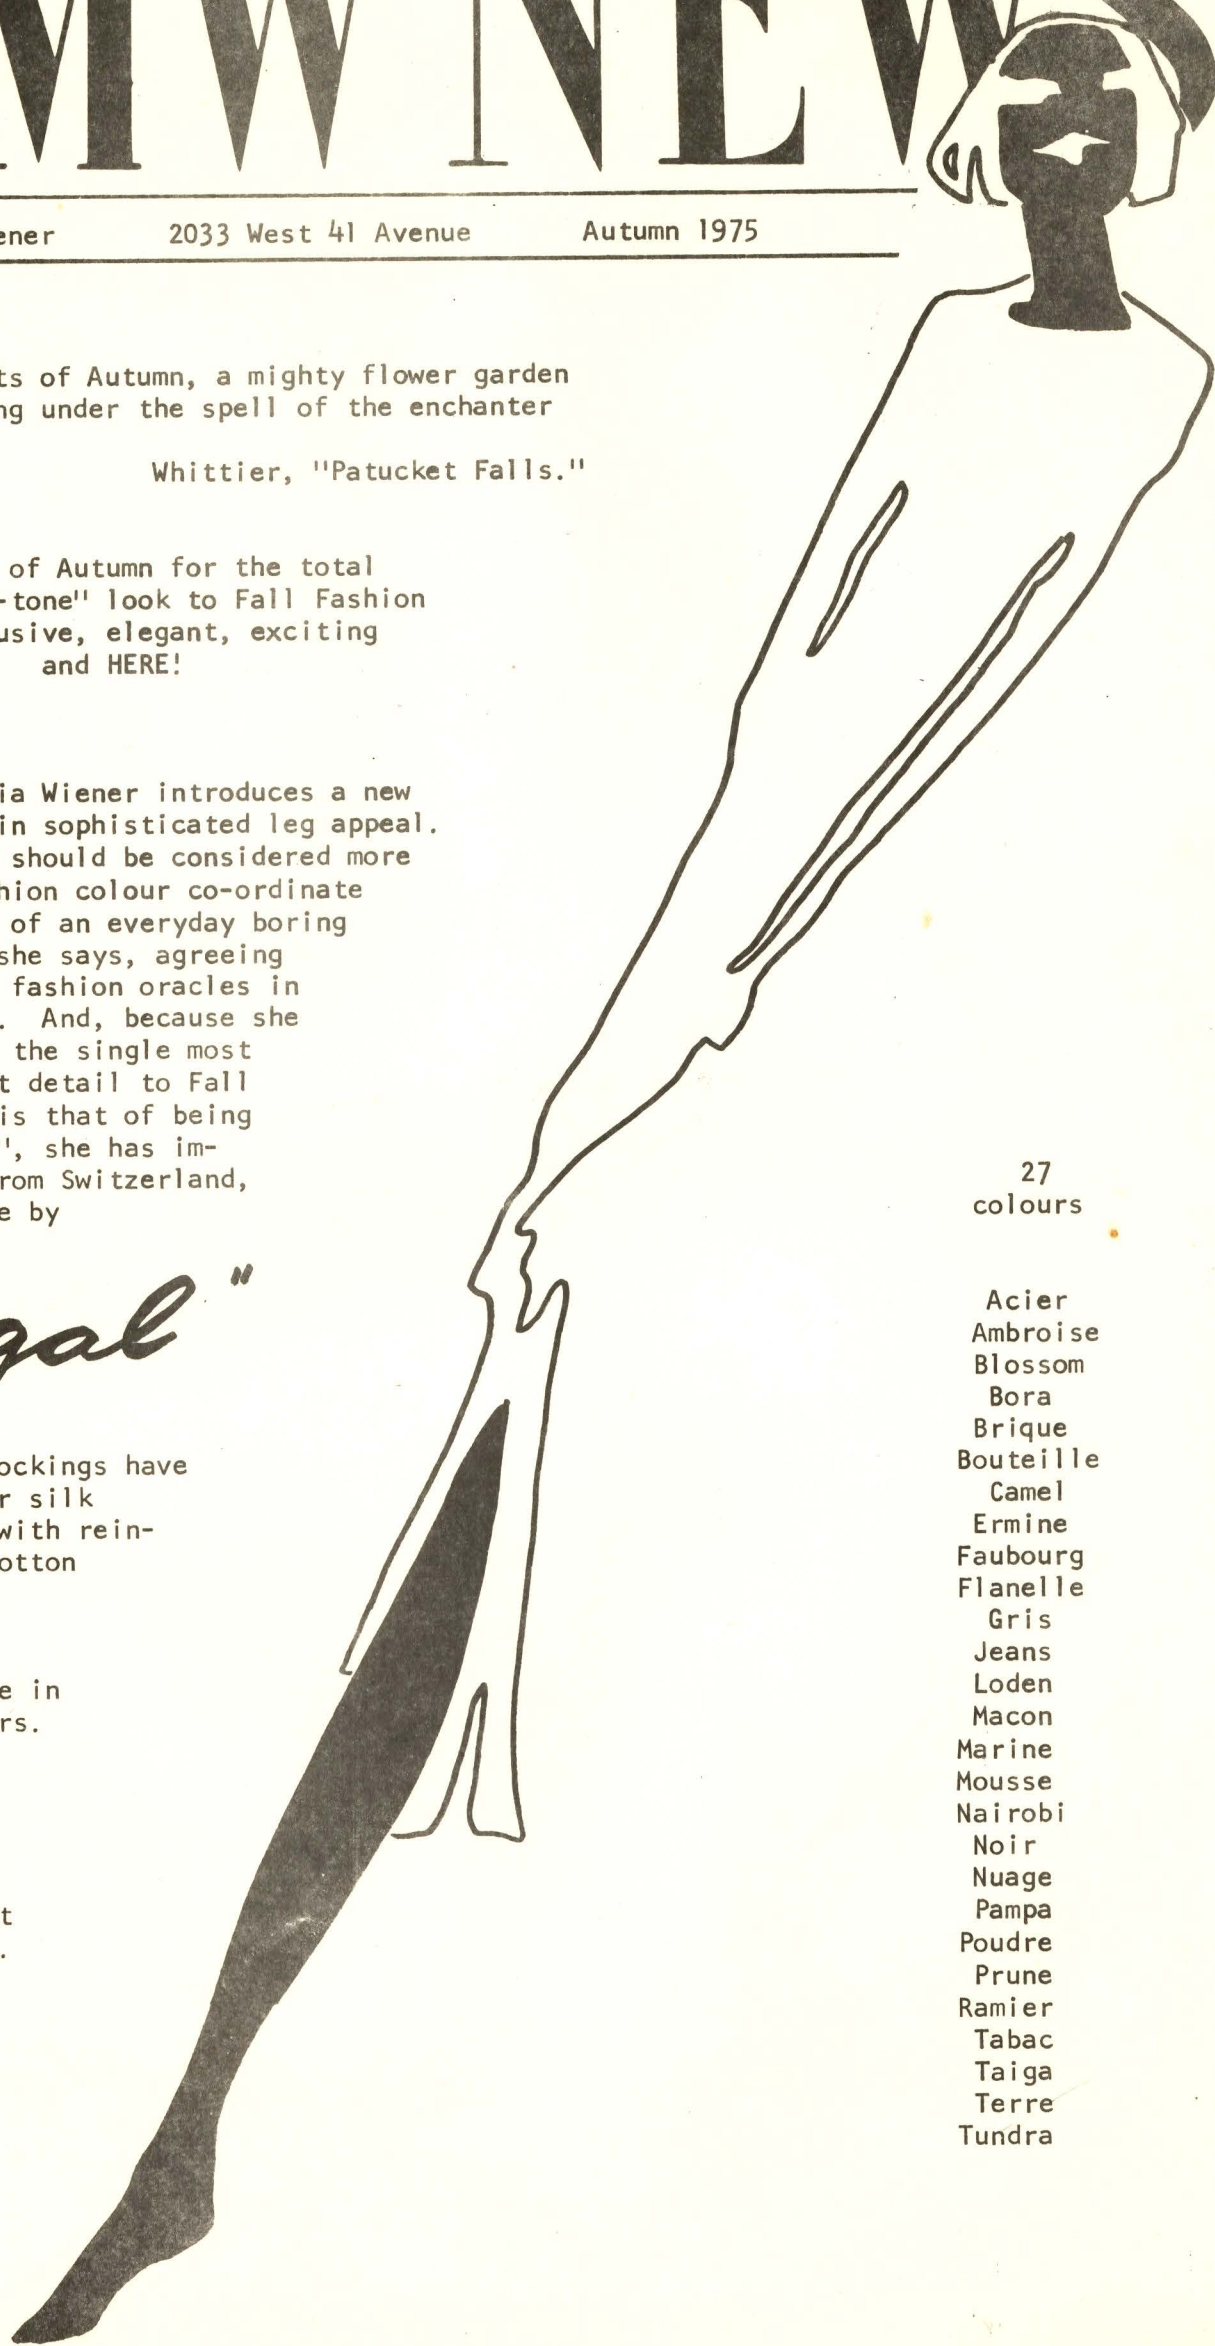 MW NEWS
ener 2033 West 41 Avenue Autumn 1975
ts of Autumn, a mighty flower garden
ng under the spell of the enchanter
Whittier, "Patucket Falls."
of Autumn for the total
-tone" look to Fall Fashion
usive, elegant, exciting
and HERE!
ia Wiener introduces a new
in sophisticated leg appeal.
should be considered more
hion colour co-ordinate
of an everyday boring
she says, agreeing
fashion oracles in
. And, because she
the single most
t detail to Fall
is that of being
", she has im-
rom Switzerland,
e by
gal"
ockings have
r silk
with rein-
otton
e in
rs.
t
.
27
colours
Acier
Ambroise
Blossom
Bora
Brique
Bouteille
Camel
Ermine
Faubourg
Flanelle
Gris
Jeans
Loden
Macon
Marine
Mousse
Nairobi
Noir
Nuage
Pampa
Poudre
Prune
Ramier
Tabac
Taiga
Terre
Tundra